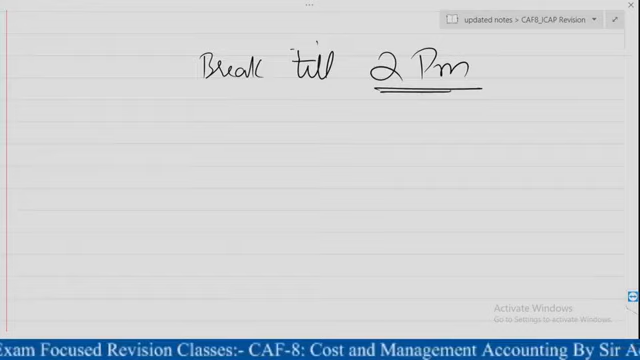 updated notes > CAF8_ICAP Revision
Break till 2 Pm
Activate Windows
Go to Settings to activate Windows.
Exam Focused Revision Classes:- CAF-8: Cost and Management Accounting By Sir A